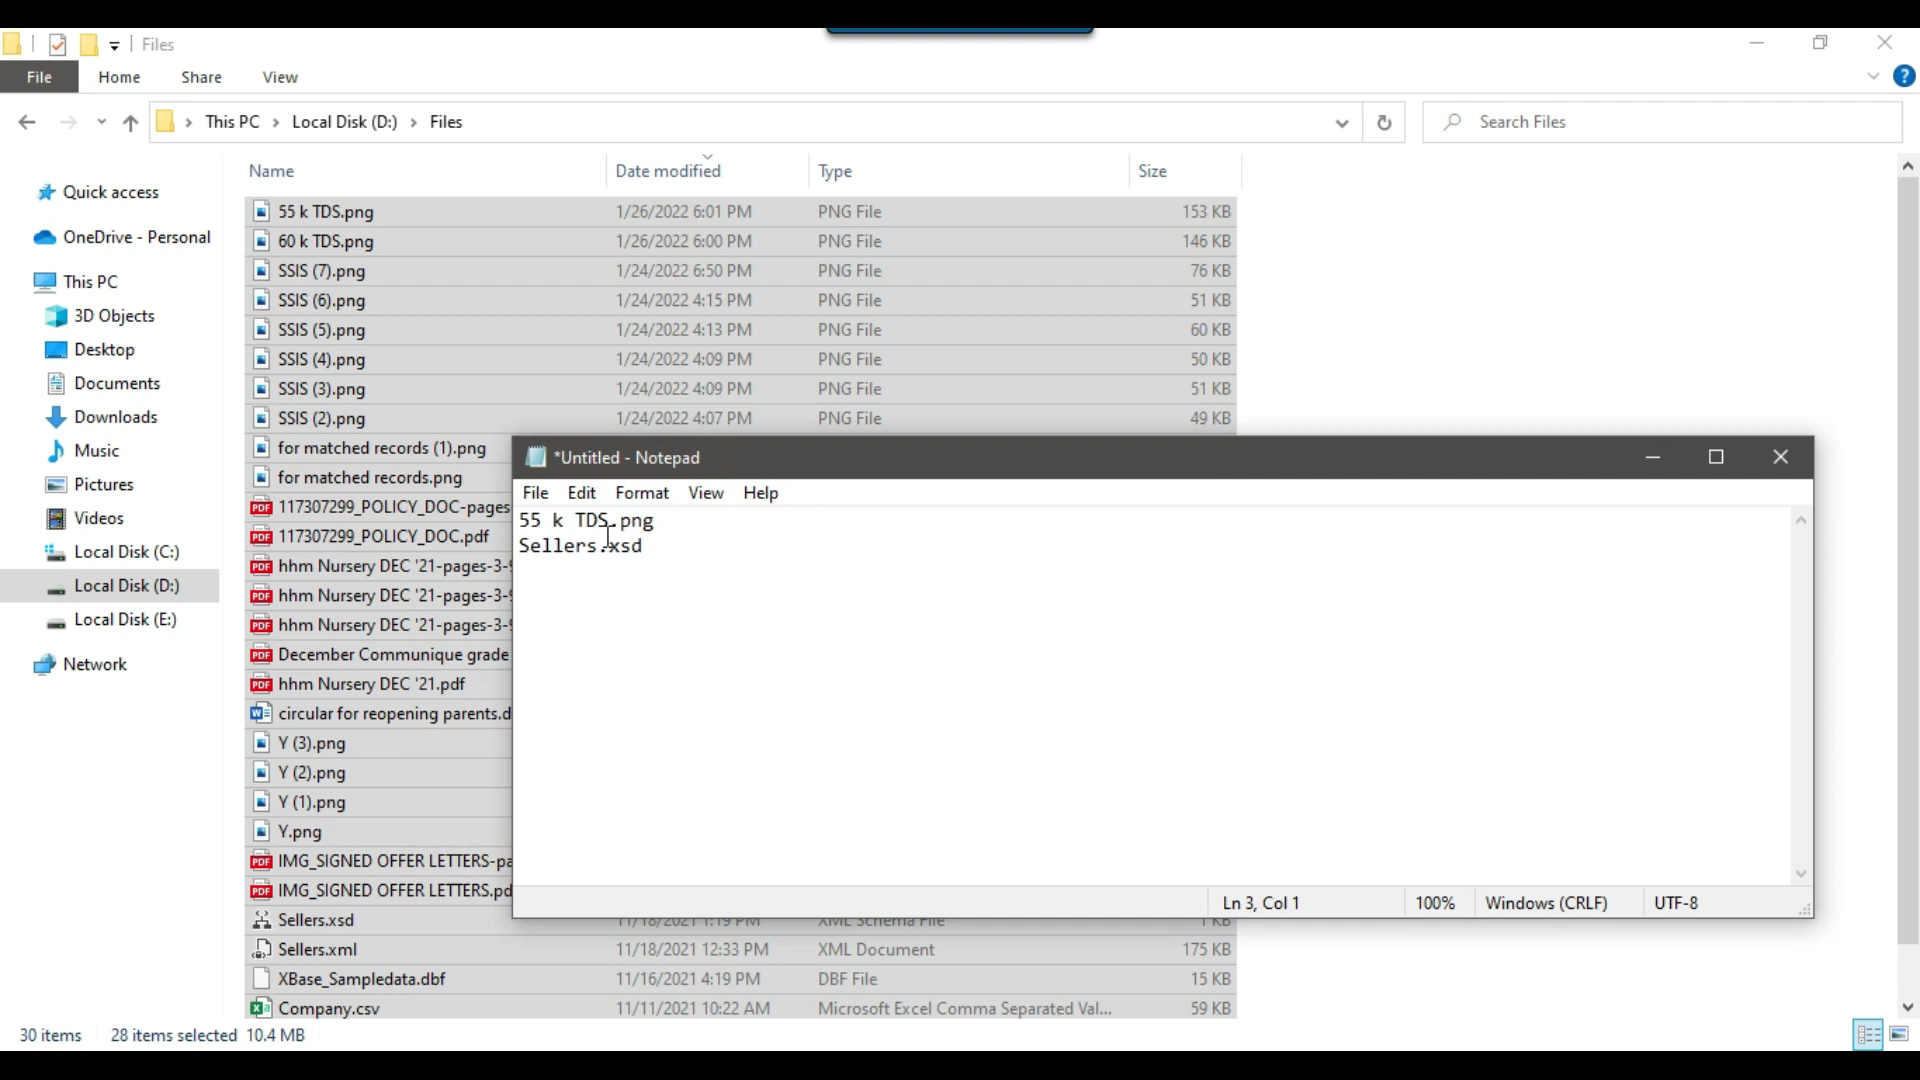 Files
File Home Share View
This PC > Local Disk (D:) > Files
Search Files
Quick access
OneDrive - Personal
This PC
3D Objects
Desktop
Documents
Downloads
Music
Pictures
Videos
Local Disk (C:)
Local Disk (D:)
Local Disk (E:)
Network
Name Date modified Type Size
55 k TDS.png 1/26/2022 6:01 PM PNG File 153 KB
60 k TDS.png 1/26/2022 6:00 PM PNG File 146 KB
SSIS (7).png 1/24/2022 6:50 PM PNG File 76 KB
SSIS (6).png 1/24/2022 4:15 PM PNG File 51 KB
SSIS (5).png 1/24/2022 4:13 PM PNG File 60 KB
SSIS (4).png 1/24/2022 4:09 PM PNG File 50 KB
SSIS (3).png 1/24/2022 4:09 PM PNG File 51 KB
SSIS (2).png 1/24/2022 4:07 PM PNG File 49 KB
for matched records (1).png
for matched records.png
117307299_POLICY_DOC-pages
117307299_POLICY_DOC.pdf
hhm Nursery DEC '21-pages-3-9
hhm Nursery DEC '21-pages-3-9
hhm Nursery DEC '21-pages-3-9
December Communique grade
hhm Nursery DEC '21.pdf
circular for reopening parents.d
Y (3).png
Y (2).png
Y (1).png
Y.png
IMG_SIGNED OFFER LETTERS-pa
IMG_SIGNED OFFER LETTERS.pd
Sellers.xsd 11/18/2021 1:19 PM XML Schema File 1 KB
Sellers.xml 11/18/2021 12:33 PM XML Document 175 KB
XBase_Sampledata.dbf 11/16/2021 4:19 PM DBF File 15 KB
Company.csv 11/11/2021 10:22 AM Microsoft Excel Comma Separated Val... 59 KB
*Untitled - Notepad
File Edit Format View Help
55 k TDS.png
Sellers.xsd
Ln 3, Col 1 100% Windows (CRLF) UTF-8
30 items 28 items selected 10.4 MB